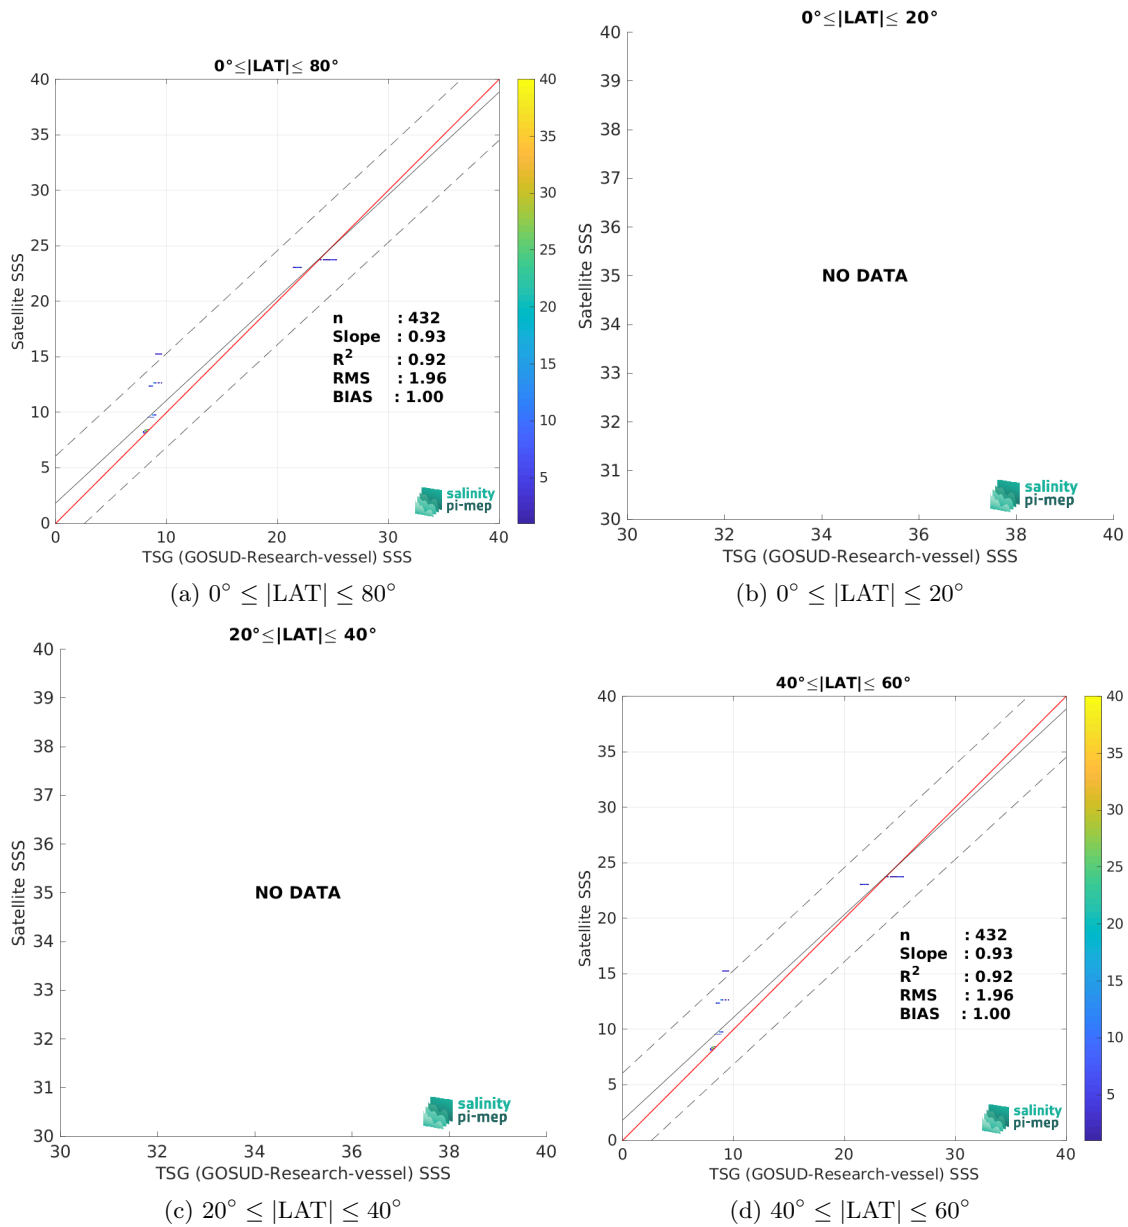 0°≤|LAT|≤ 80°
40
35
30
25
20
15
10
5
0
Satellite SSS
0
10
20
30
40
TSG (GOSUD-Research-vessel) SSS
n : 432
Slope : 0.93
R² : 0.92
RMS : 1.96
BIAS : 1.00
salinity
pi-mep
40
35
30
25
20
15
10
5
(a) 0° ≤ |LAT| ≤ 80°
0°≤|LAT|≤ 20°
40
39
38
37
36
35
34
33
32
31
30
Satellite SSS
NO DATA
salinity
pi-mep
30
32
34
36
38
40
TSG (GOSUD-Research-vessel) SSS
(b) 0° ≤ |LAT| ≤ 20°
20°≤|LAT|≤ 40°
40
39
38
37
36
35
34
33
32
31
30
Satellite SSS
NO DATA
salinity
pi-mep
30
32
34
36
38
40
TSG (GOSUD-Research-vessel) SSS
(c) 20° ≤ |LAT| ≤ 40°
40°≤|LAT|≤ 60°
40
35
30
25
20
15
10
5
0
Satellite SSS
n : 432
Slope : 0.93
R² : 0.92
RMS : 1.96
BIAS : 1.00
salinity
pi-mep
0
10
20
30
40
TSG (GOSUD-Research-vessel) SSS
40
35
30
25
20
15
10
5
(d) 40° ≤ |LAT| ≤ 60°